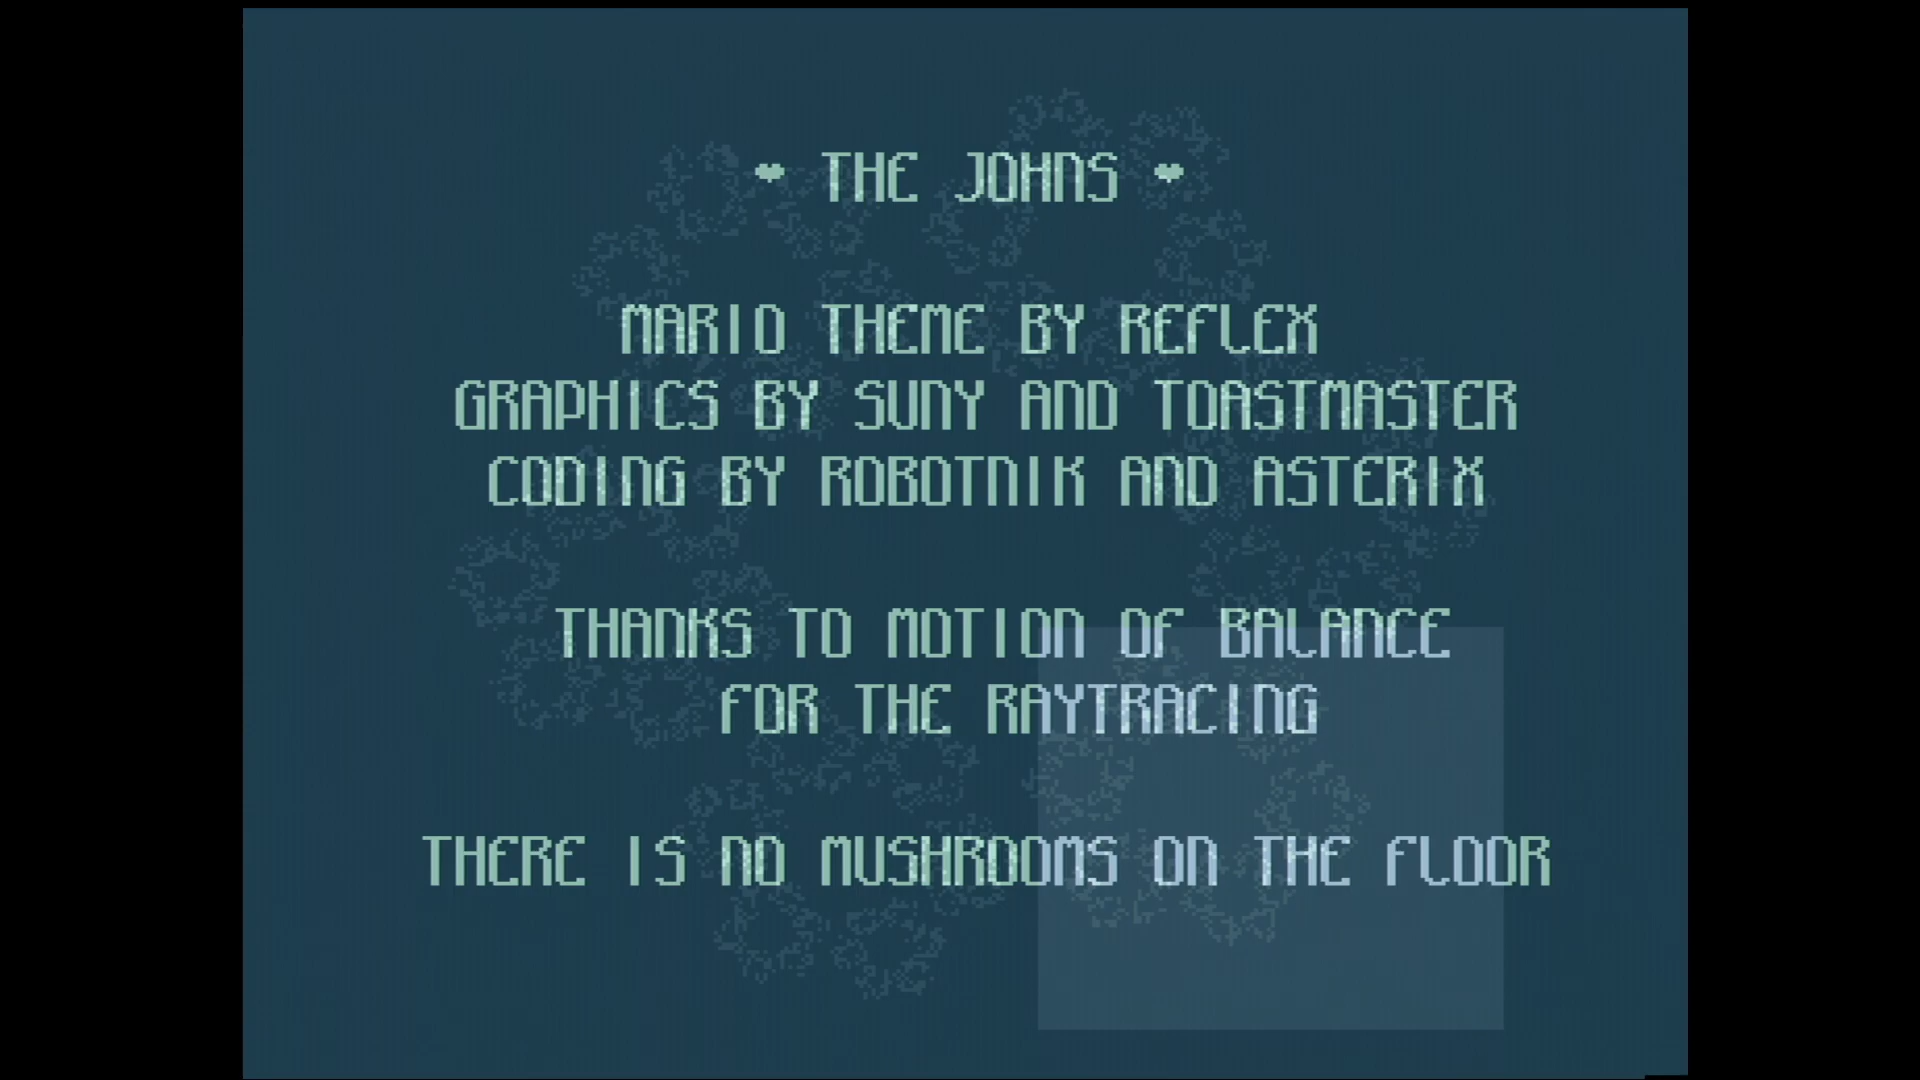 ❤ THE JOHNS ❤
MARIO THEME BY REFLEX
GRAPHICS BY SUNY AND TOASTMASTER
CODING BY ROBOTNIK AND ASTERIX
THANKS TO MOTION OF BALANCE
FOR THE RAYTRACING
THERE IS NO MUSHROOMS ON THE FLOOR